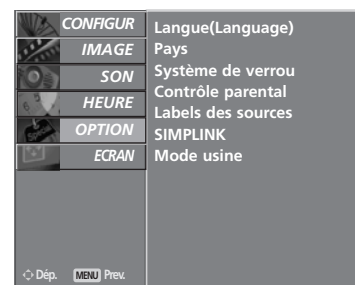 CONFIGUR
IMAGE
SON
HEURE
OPTION
ECRAN
Langue(Language)
Pays
Système de verrou
Contrôle parental
Labels des sources
SIMPLINK
Mode usine
Dép. MENU Prev.